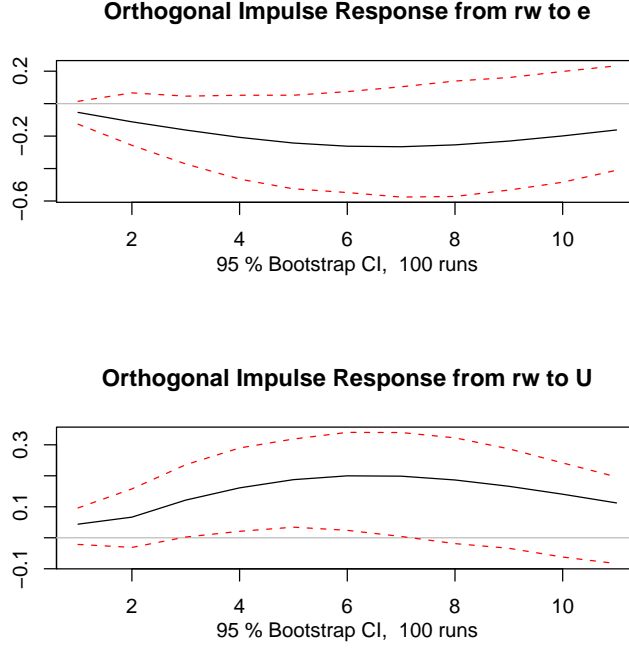 Orthogonal Impulse Response from rw to e
0.2
−0.2
−0.6
2 4 6 8 10
95 % Bootstrap CI, 100 runs
Orthogonal Impulse Response from rw to U
0.3
0.1
−0.1
2 4 6 8 10
95 % Bootstrap CI, 100 runs